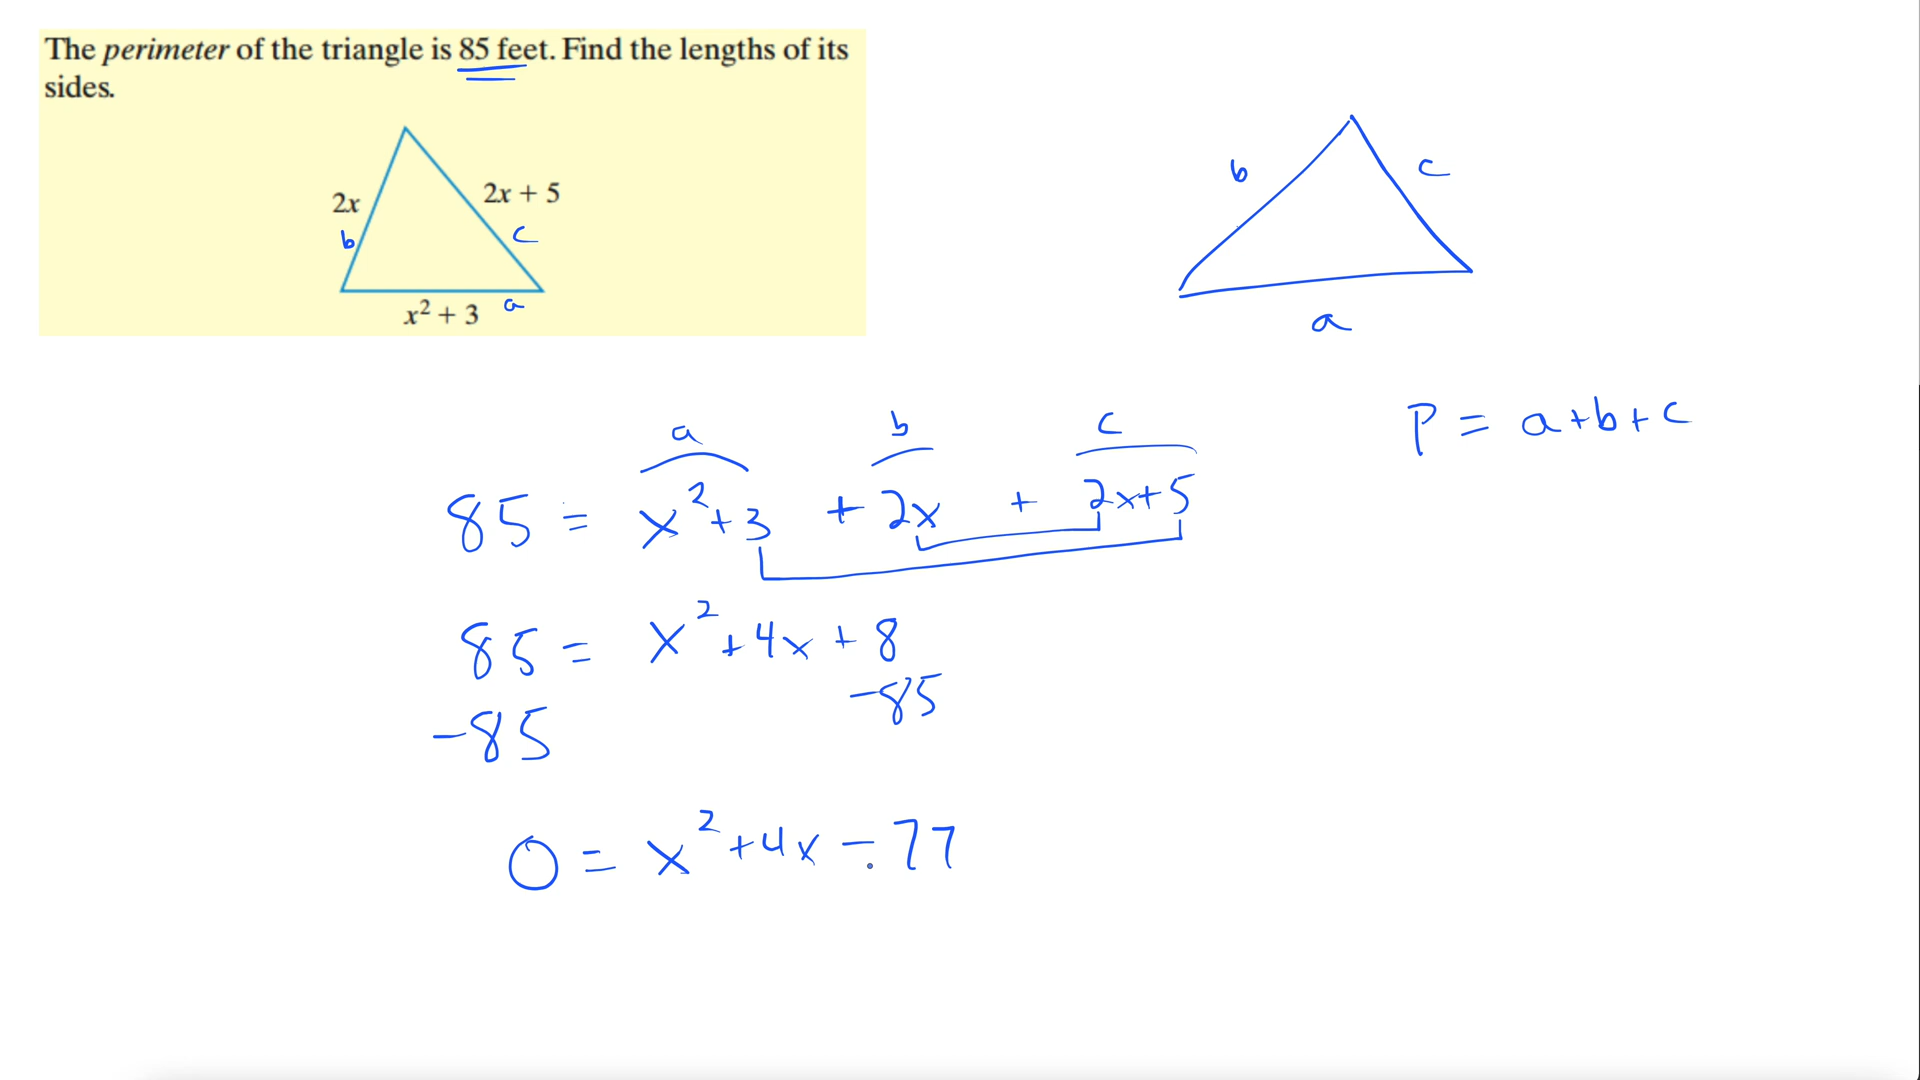 The perimeter of the triangle is 85 feet. Find the lengths of its
sides.
2x
2x + 5
b
c
x² + 3
a
b
c
a
P = a+b+c
a
b
c
85 = x²+3 + 2x + 2x+5
85 = x²+4x+8
-85
-85
0 = x²+4x-77